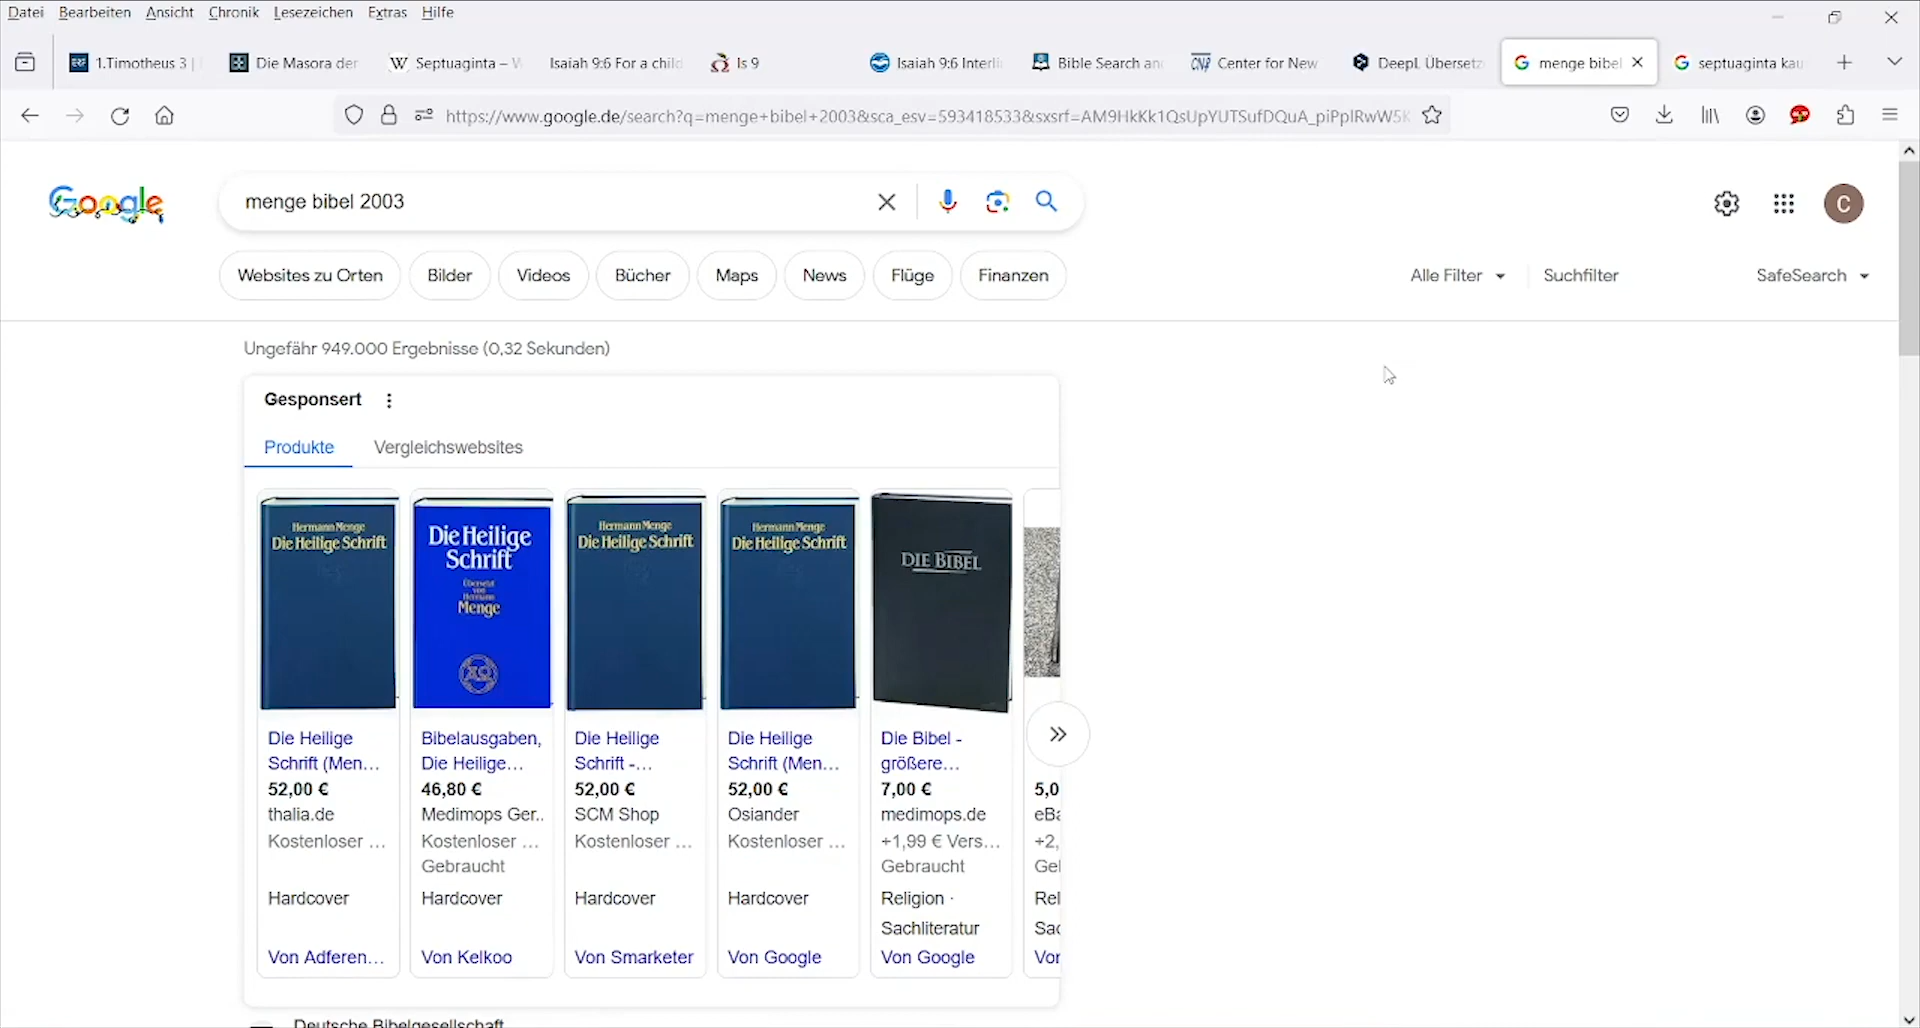 Datei Bearbeiten Ansicht Chronik Lesezeichen Extras Hilfe
1.Timotheus 3 |
Die Masora der
Septuaginta –
Isaiah 9:6 For a child
Is 9
Isaiah 9:6 Interli
Bible Search an
Center for New
DeepL Übersetz
menge bibel
septuaginta kau
https://www.google.de/search?q=menge+bibel+2003&sca_esv=593418533&sxsrf=AM9HkKk1QsUpYUTSufDQuA_piPpIRwW5K
Google
menge bibel 2003
C
Websites zu Orten Bilder Videos Bücher Maps News Flüge Finanzen
Alle Filter Suchfilter SafeSearch
Ungefähr 949.000 Ergebnisse (0,32 Sekunden)
Gesponsert
Produkte Vergleichswebsites
Hermann Menge
Die Heilige Schrift
Die Heilige
Schrift
Übersetzt
von
Hermann
Menge
Hermann Menge
Die Heilige Schrift
Hermann Menge
Die Heilige Schrift
DIE BIBEL
Die Heilige
Schrift (Men...
52,00 €
thalia.de
Kostenloser ...
Hardcover
Von Adferen...
Bibelausgaben,
Die Heilige...
46,80 €
Medimops Ger..
Kostenloser ...
Gebraucht
Hardcover
Von Kelkoo
Die Heilige
Schrift -...
52,00 €
SCM Shop
Kostenloser ...
Hardcover
Von Smarketer
Die Heilige
Schrift (Men...
52,00 €
Osiander
Kostenloser ...
Hardcover
Von Google
Die Bibel -
größere...
7,00 €
medimops.de
+1,99 € Vers...
Gebraucht
Religion ·
Sachliteratur
Von Google
5,0
eBa
+2,
Gel
Rel
Sac
Von
Deutsche Bibelgesellschaft